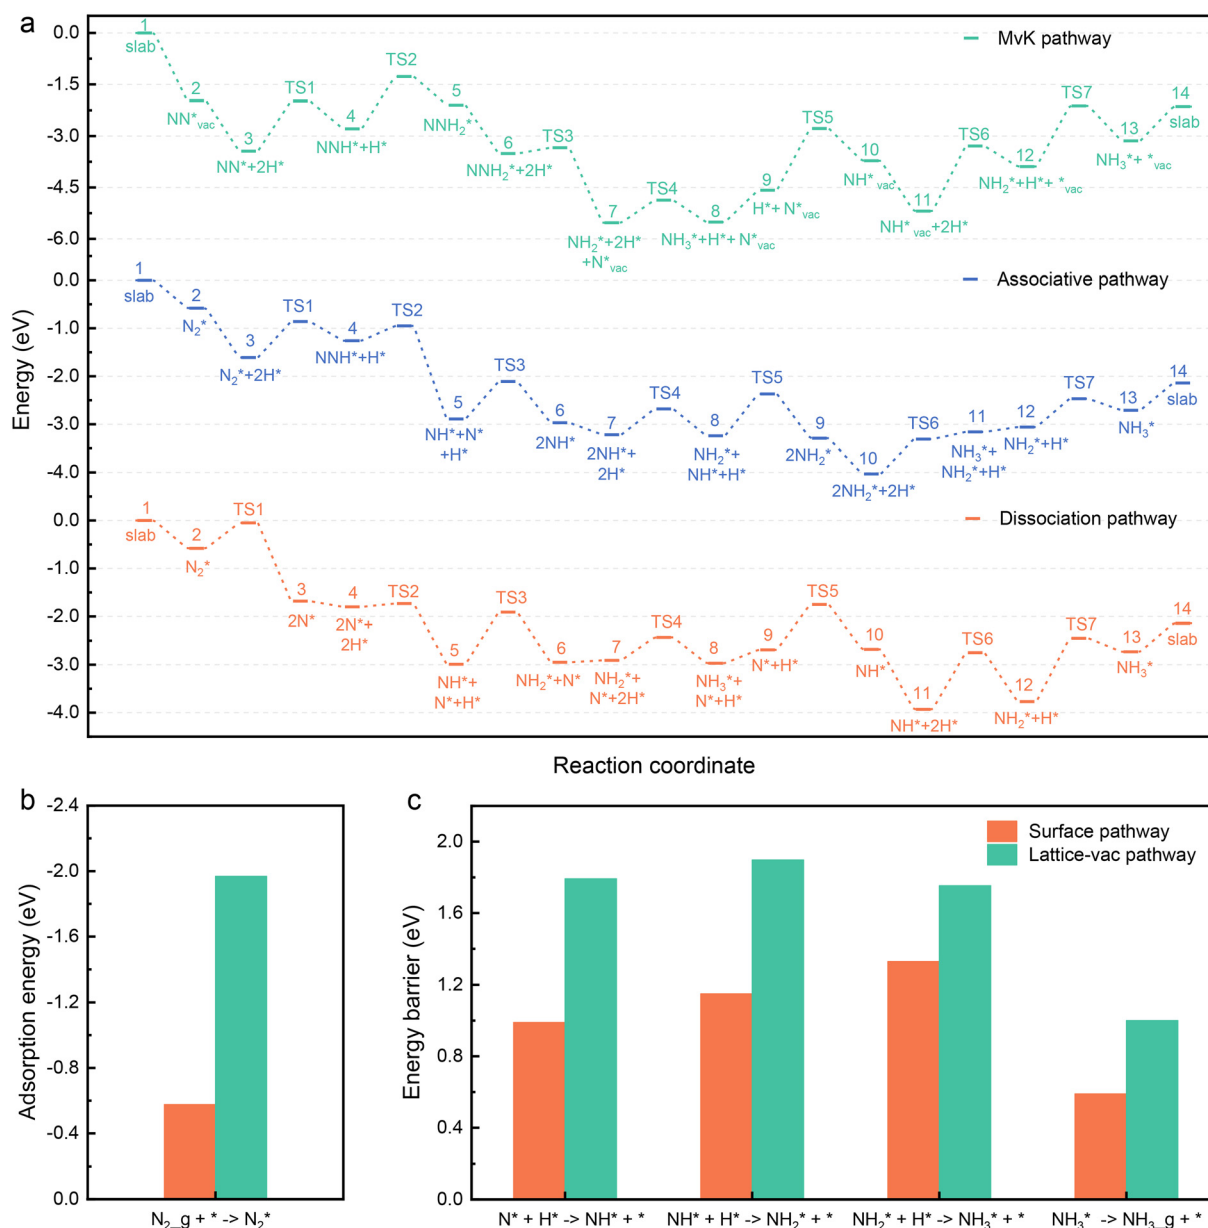 a
Energy (eV)
0.0
-1.5
-3.0
-4.5
-6.0
MvK pathway
1
slab
2
NN*vac
3
NN*+2H*
TS1
4
NNH*+H*
TS2
5
NNH2*
6
NNH2*+2H*
TS3
7
NH2*+2H*
+N*vac
TS4
8
NH3*+H*+N*vac
9
H*+N*vac
TS5
10
NH*vac
11
NH*vac+2H*
TS6
12
NH2*+H*+*vac
TS7
13
NH3*+*vac
14
slab
0.0
-1.0
-2.0
-3.0
-4.0
Associative pathway
1
slab
2
N2*
3
N2*+2H*
TS1
4
NNH*+H*
TS2
5
NH*+N*
+H*
TS3
6
2NH*
7
2NH*+
2H*
TS4
8
NH2*+
NH*+H*
TS5
9
2NH2*
10
2NH2*+2H*
TS6
11
NH3*+
NH2*+H*
12
NH2*+H*
TS7
13
NH3*
14
slab
0.0
-1.0
-2.0
-3.0
-4.0
Dissociation pathway
1
slab
2
N2*
TS1
3
2N*
4
2N*+
2H*
TS2
5
NH*+
N*+H*
TS3
6
NH2*+N*
7
NH2*+
N*+2H*
TS4
8
NH3*+
N*+H*
9
N*+H*
TS5
10
NH*
11
NH*+2H*
TS6
12
NH2*+H*
TS7
13
NH3*
14
slab
Reaction coordinate
b
Adsorption energy (eV)
-2.4
-2.0
-1.6
-1.2
-0.8
-0.4
0.0
N2_g + * -> N2*
c
Energy barrier (eV)
2.0
1.6
1.2
0.8
0.4
0.0
Surface pathway
Lattice-vac pathway
N* + H* -> NH* + *
NH* + H* -> NH2* + *
NH2* + H* -> NH3* + *
NH3* -> NH3_g + *